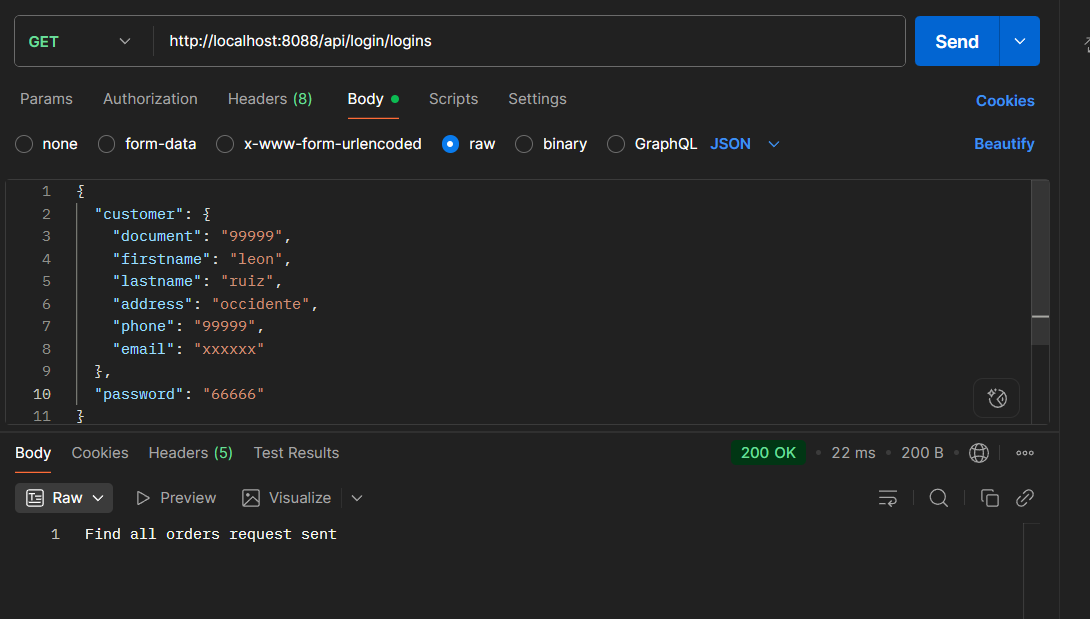 GET http://localhost:8088/api/login/logins Send
Params Authorization Headers (8) Body Scripts Settings Cookies
none form-data x-www-form-urlencoded raw binary GraphQL JSON Beautify
1 {
2 "customer": {
3 "document": "99999",
4 "firstname": "leon",
5 "lastname": "ruiz",
6 "address": "occidente",
7 "phone": "99999",
8 "email": "xxxxxx"
9 },
10 "password": "66666"
11 }
Body Cookies Headers (5) Test Results 200 OK • 22 ms • 200 B •
Raw Preview Visualize
1 Find all orders request sent